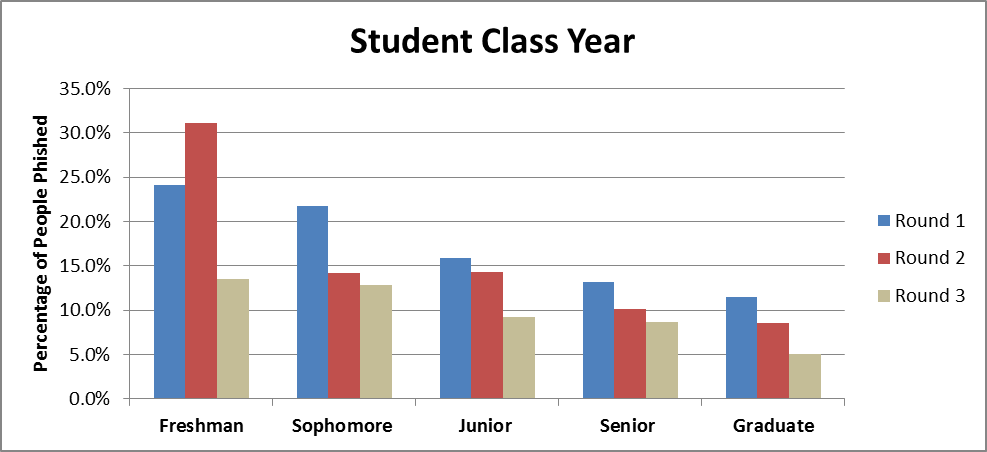 Student Class Year
Percentage of People Phished
35.0%
30.0%
25.0%
20.0%
15.0%
10.0%
5.0%
0.0%
Freshman Sophomore Junior Senior Graduate
Round 1
Round 2
Round 3